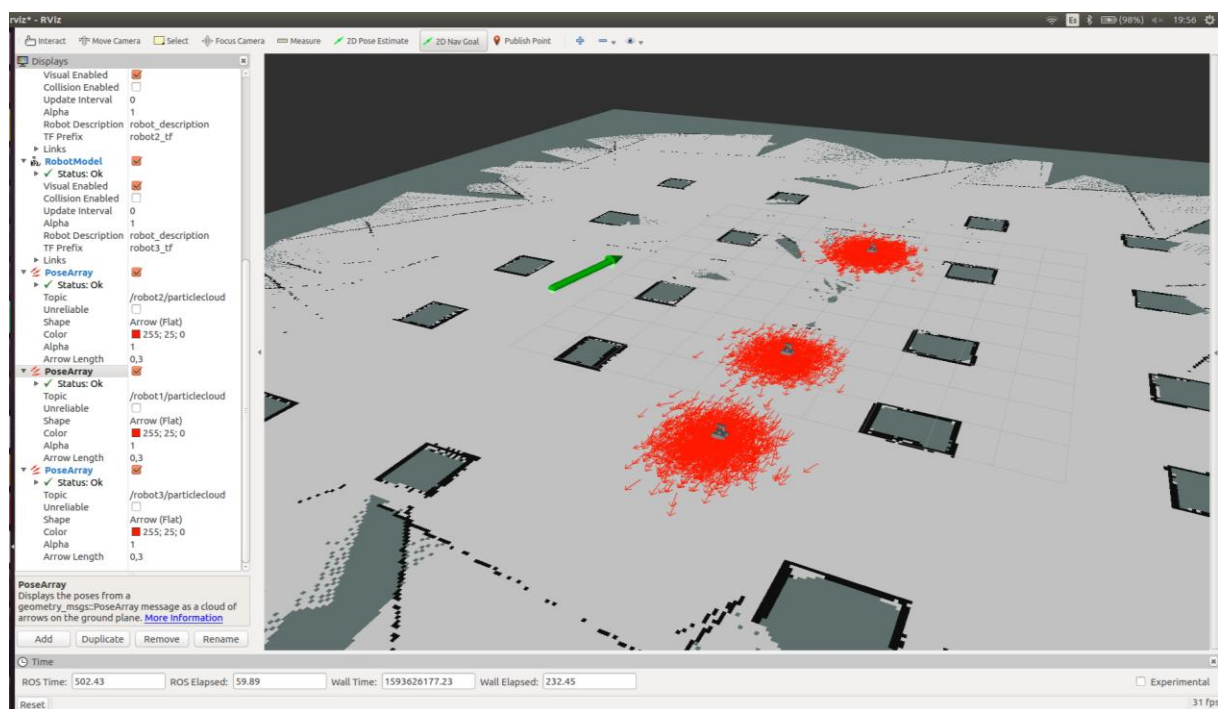 rviz* - RViz
Es (98%) 19:56
Interact Move Camera Select Focus Camera Measure 2D Pose Estimate 2D Nav Goal Publish Point
Displays
Visual Enabled
Collision Enabled
Update Interval 0
Alpha 1
Robot Description robot_description
TF Prefix robot2_tf
Links
RobotModel
Status: Ok
Visual Enabled
Collision Enabled
Update Interval 0
Alpha 1
Robot Description robot_description
TF Prefix robot3_tf
Links
PoseArray
Status: Ok
Topic /robot2/particlecloud
Unreliable
Shape Arrow (Flat)
Color 255; 25; 0
Alpha 1
Arrow Length 0,3
PoseArray
Status: Ok
Topic /robot1/particlecloud
Unreliable
Shape Arrow (Flat)
Color 255; 25; 0
Alpha 1
Arrow Length 0,3
PoseArray
Status: Ok
Topic /robot3/particlecloud
Unreliable
Shape Arrow (Flat)
Color 255; 25; 0
Alpha 1
Arrow Length 0,3
PoseArray
Displays the poses from a
geometry_msgs::PoseArray message as a cloud of
arrows on the ground plane. More Information
Add Duplicate Remove Rename
Time
ROS Time: 502.43 ROS Elapsed: 59.89 Wall Time: 1593626177.23 Wall Elapsed: 232.45 Experimental
Reset 31 fps